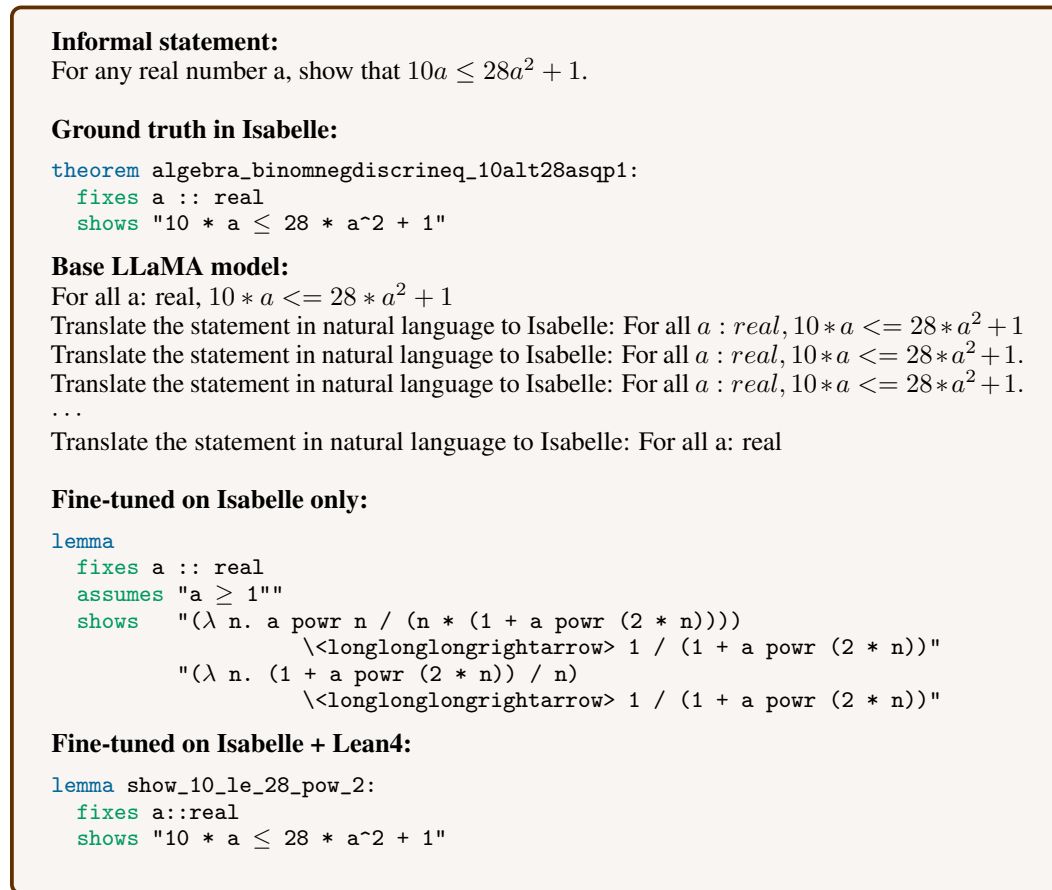 Informal statement:
For any real number a, show that 10a ≤ 28a² + 1.
Ground truth in Isabelle:
theorem algebra_binomnegdiscrineq_10alt28asqp1:
  fixes a :: real
  shows "10 * a ≤ 28 * a^2 + 1"
Base LLaMA model:
For all a: real, 10 * a <= 28 * a² + 1
Translate the statement in natural language to Isabelle: For all a : real, 10 * a <= 28 * a² + 1
Translate the statement in natural language to Isabelle: For all a : real, 10 * a <= 28 * a² + 1.
Translate the statement in natural language to Isabelle: For all a : real, 10 * a <= 28 * a² + 1.
...
Translate the statement in natural language to Isabelle: For all a: real
Fine-tuned on Isabelle only:
lemma
  fixes a :: real
  assumes "a ≥ 1""
  shows   "(λ n. a powr n / (n * (1 + a powr (2 * n))))
                \<longlonglongrightarrow> 1 / (1 + a powr (2 * n))"
          "(λ n. (1 + a powr (2 * n)) / n)
                \<longlonglongrightarrow> 1 / (1 + a powr (2 * n))"
Fine-tuned on Isabelle + Lean4:
lemma show_10_le_28_pow_2:
  fixes a::real
  shows "10 * a ≤ 28 * a^2 + 1"